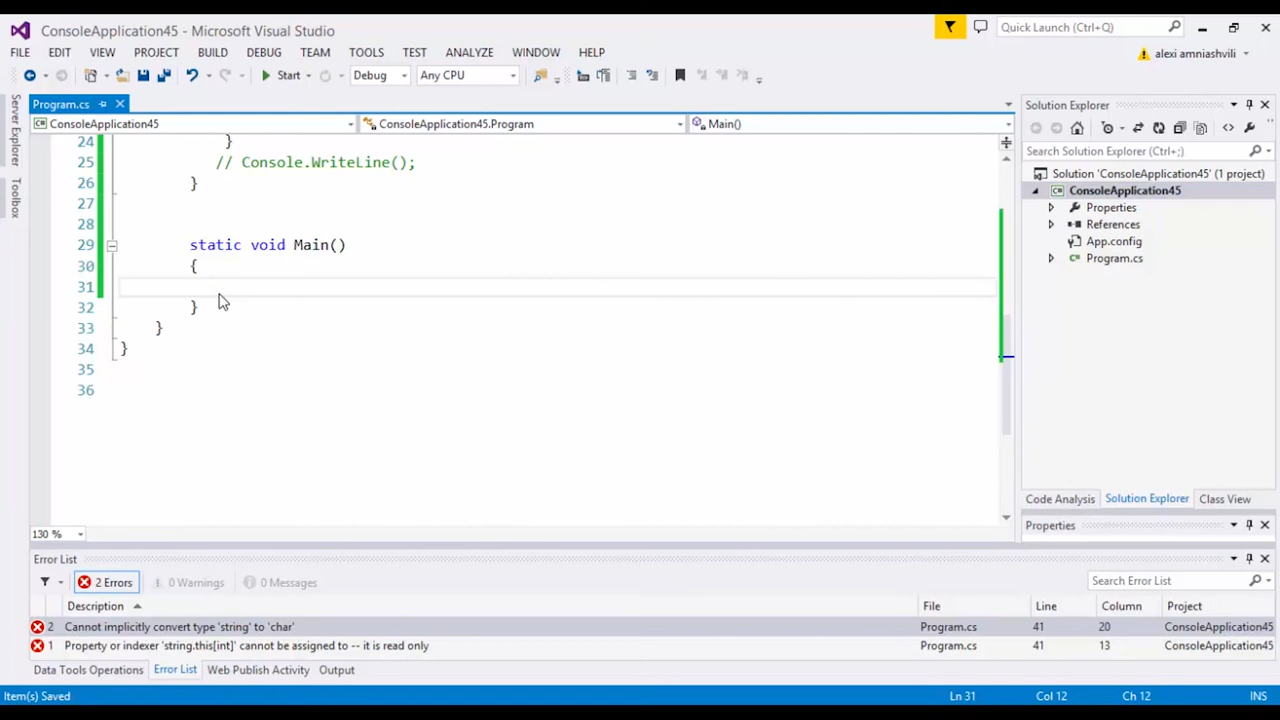 ConsoleApplication45 - Microsoft Visual Studio
Quick Launch (Ctrl+Q)
FILE EDIT VIEW PROJECT BUILD DEBUG TEAM TOOLS TEST ANALYZE WINDOW HELP
alexi amniashvili
Start Debug Any CPU
Server Explorer
Toolbox
Program.cs
ConsoleApplication45 ConsoleApplication45.Program Main()
24 }
25 // Console.WriteLine();
26 }
27
28
29 static void Main()
30 {
31
32 }
33 }
34 }
35
36
130 %
Solution Explorer
Search Solution Explorer (Ctrl+;)
Solution 'ConsoleApplication45' (1 project)
ConsoleApplication45
Properties
References
App.config
Program.cs
Code Analysis Solution Explorer Class View
Properties
Error List
2 Errors 0 Warnings 0 Messages
Search Error List
Description File Line Column Project
2 Cannot implicitly convert type 'string' to 'char' Program.cs 41 20 ConsoleApplication45
1 Property or indexer 'string.this[int]' cannot be assigned to -- it is read only Program.cs 41 13 ConsoleApplication45
Data Tools Operations Error List Web Publish Activity Output
Item(s) Saved Ln 31 Col 12 Ch 12 INS